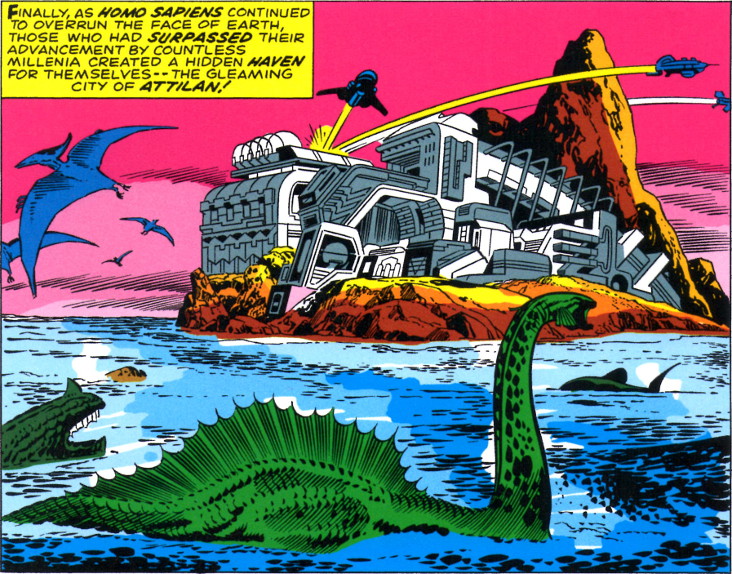 FINALLY, AS HOMO SAPIENS CONTINUED
TO OVERRUN THE FACE OF EARTH,
THOSE WHO HAD SURPASSED THEIR
ADVANCEMENT BY COUNTLESS
MILLENIA CREATED A HIDDEN HAVEN
FOR THEMSELVES--THE GLEAMING
CITY OF ATTILAN!